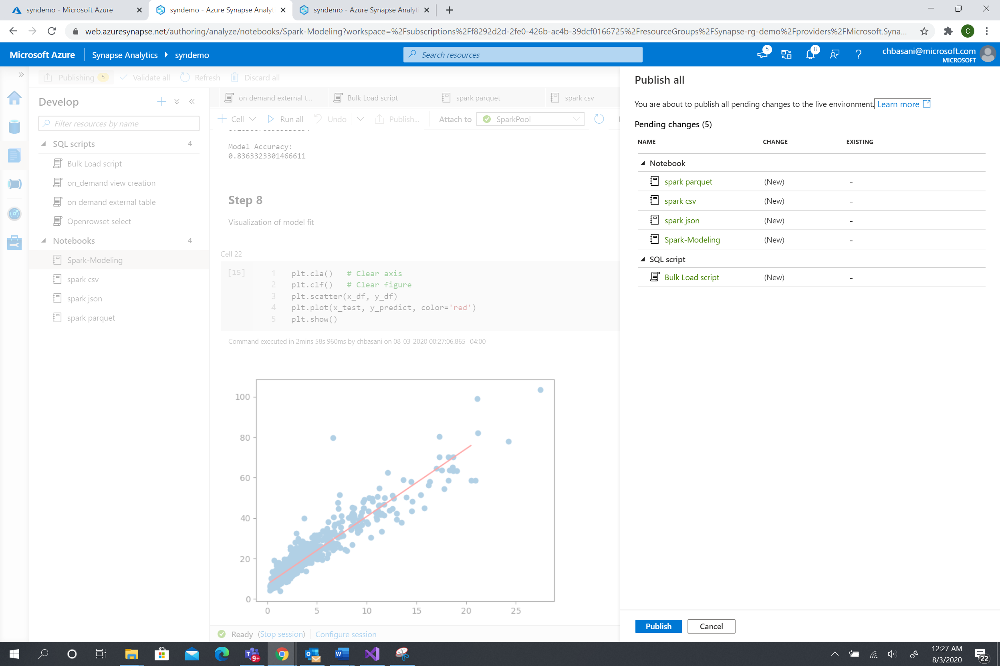 syndemo - Microsoft Azure
syndemo - Azure Synapse Analyt
syndemo - Azure Synapse Analyti
web.azuresynapse.net/authoring/analyze/notebooks/Spark-Modeling?workspace=%2Fsubscriptions%2Ff8292d2d-2fe0-426b-ac4b-39dcf0166725%2FresourceGroups%2FSynapse-rg-demo%2Fproviders%2FMicrosoft.Syna...
C
Microsoft Azure
Synapse Analytics
syndemo
Search resources
5
8
chbasani@microsoft.com
MICROSOFT
Publishing 5
Validate all
Refresh
Discard all
Develop
Filter resources by name
SQL scripts 4
Bulk Load script
on_demand view creation
on demand external table
Openrowset select
Notebooks 4
Spark-Modeling
spark csv
spark json
spark parquet
on demand external t...
Bulk Load script
spark parquet
spark csv
Cell
Run all
Undo
Publish...
Attach to
SparkPool
Model Accuracy:
0.8363323301466611
Step 8
Visualization of model fit
Cell 22
[15]
1 plt.cla() # Clear axis
2 plt.clf() # Clear figure
3 plt.scatter(x_df, y_df)
4 plt.plot(x_test, y_predict, color='red')
5 plt.show()
Command executed in 2mins 58s 960ms by chbasani on 08-03-2020 00:27:06.865 -04:00
100
80
60
40
20
0
0 5 10 15 20 25
Ready (Stop session)
Configure session
Publish all
You are about to publish all pending changes to the live environment. Learn more
Pending changes (5)
NAME CHANGE EXISTING
Notebook
spark parquet (New) -
spark csv (New) -
spark json (New) -
Spark-Modeling (New) -
SQL script
Bulk Load script (New) -
Publish
Cancel
9+
12:27 AM
8/3/2020
22